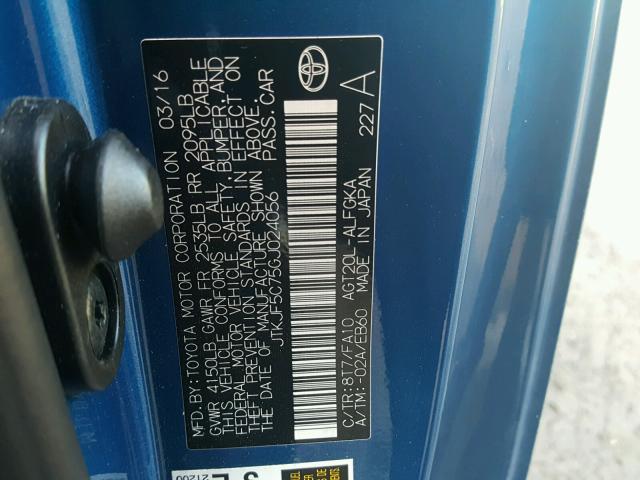 MFD.BY:TOYOTA MOTOR CORPORATION 03/16
GVWR 4150LB GAWR FR 2535LB RR 2095LB
THIS VEHICLE CONFORMS TO ALL APPLICABLE
FEDERAL MOTOR VEHICLE SAFETY, BUMPER, AND
THEFT PREVENTION STANDARDS IN EFFECT ON
THE DATE OF MANUFACTURE SHOWN ABOVE.
JTKJF5C75GJ024056 PASS. CAR
C/TR:8T7/FA10 AGT20L-ALFGKA 227 A
A/TM:-02A/EB60 MADE IN JAPAN
21200